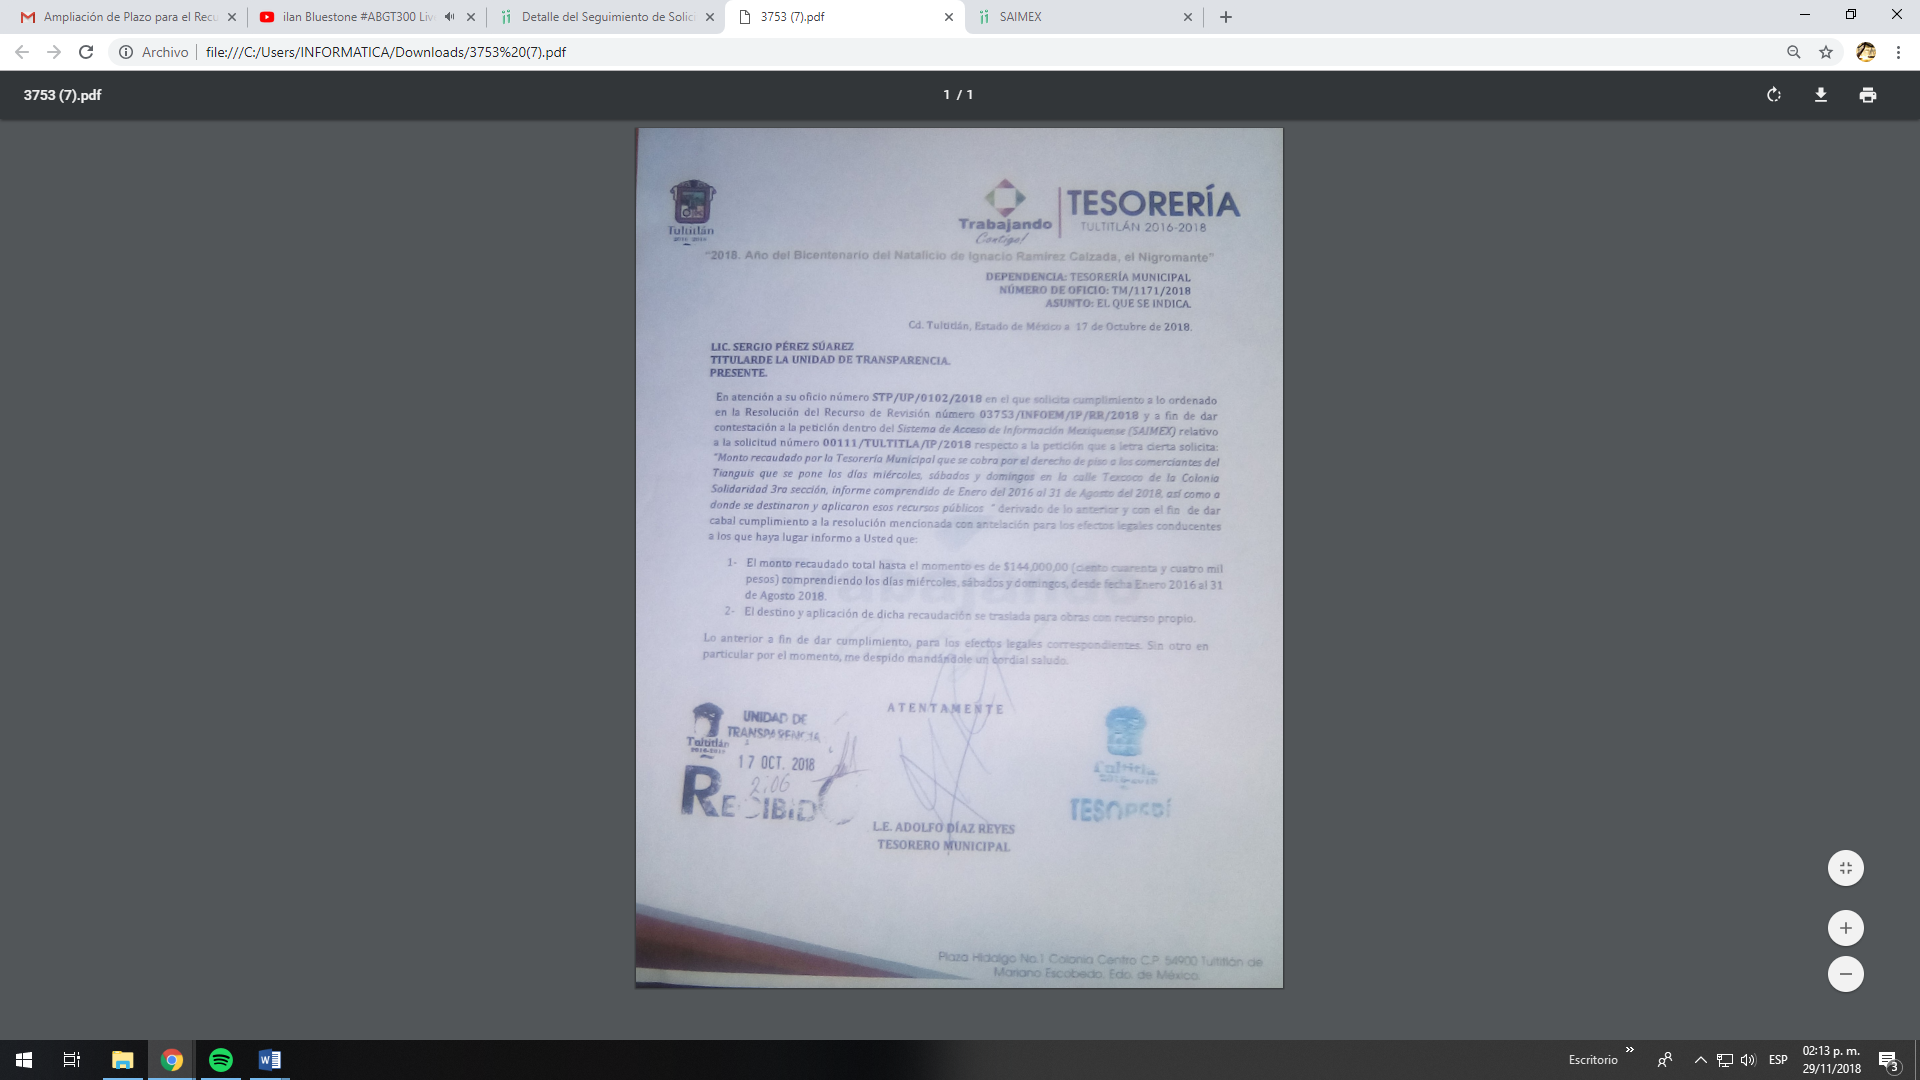 Ampliación de Plazo para el Recu
ilan Bluestone #ABGT300 Liv
Detalle del Seguimiento de Solici
3753 (7).pdf
SAIMEX
Archivo
file:///C:/Users/INFORMATICA/Downloads/3753%20(7).pdf
3753 (7).pdf
1 / 1
Tultitlán
2016-2018
Trabajando
Contigo!
TESORERÍA
TULTITLÁN 2016-2018
"2018. Año del Bicentenario del Natalicio de Ignacio Ramírez Calzada, el Nigromante"
DEPENDENCIA: TESORERÍA MUNICIPAL
NÚMERO DE OFICIO: TM/1171/2018
ASUNTO: EL QUE SE INDICA.
Cd. Tultitlán, Estado de México a 17 de Octubre de 2018.
LIC. SERGIO PÉREZ SÚAREZ
TITULARDE LA UNIDAD DE TRANSPARENCIA.
PRESENTE.
En atención a su oficio número STP/UP/0102/2018 en el que solicita cumplimiento a lo ordenado
en la Resolución del Recurso de Revisión número 03753/INFOEM/IP/RR/2018 y a fin de dar
contestación a la petición dentro del Sistema de Acceso de Información Mexiquense (SAIMEX) relativo
a la solicitud número 00111/TULTITLA/IP/2018 respecto a la petición que a letra cierta solicita:
"Monto recaudado por la Tesorería Municipal que se cobra por el derecho de piso a los comerciantes del
Tianguis que se pone los días miércoles, sábados y domingos en la calle Texcoco de la Colonia
Solidaridad 3ra sección, informe comprendido de Enero del 2016 al 31 de Agosto del 2018, así como a
donde se destinaron y aplicaron esos recursos públicos " derivado de lo anterior y con el fin de dar
cabal cumplimiento a la resolución mencionada con antelación para los efectos legales conducentes
a los que haya lugar informo a Usted que:
1- El monto recaudado total hasta el momento es de $144,000,00 (ciento cuarenta y cuatro mil
pesos) comprendiendo los días miércoles, sábados y domingos, desde fecha Enero 2016 al 31
de Agosto 2018.
2- El destino y aplicación de dicha recaudación se traslada para obras con recurso propio.
Lo anterior a fin de dar cumplimiento, para los efectos legales correspondientes. Sin otro en
particular por el momento, me despido mandándole un cordial saludo.
ATENTAMENTE
UNIDAD DE
TRANSPARENCIA
Tultitlán
2016-2018
17 OCT. 2018
2:06
RECIBIDO
L.E. ADOLFO DÍAZ REYES
TESORERO MUNICIPAL
Plaza Hidalgo No.1 Colonia Centro C.P. 54900 Tultitlán de
Mariano Escobedo, Edo. de México.
Escritorio
ESP
02:13 p. m.
29/11/2018
3